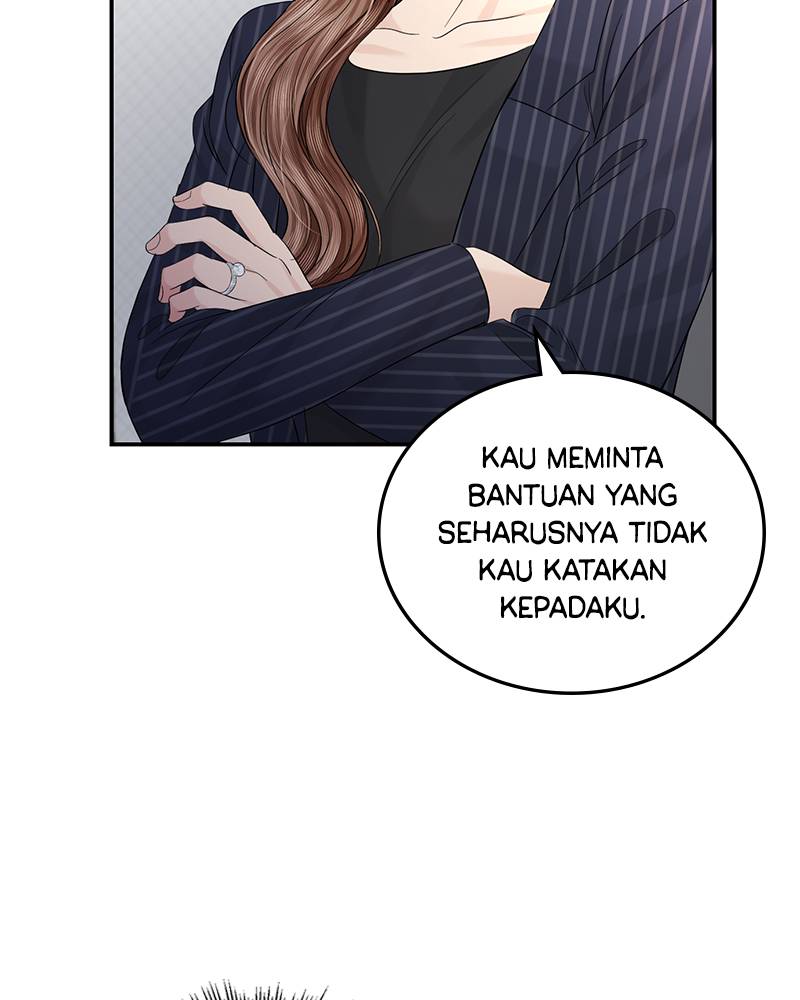 KAU MEMINTA
BANTUAN YANG
SEHARUSNYA TIDAK
KAU KATAKAN
KEPADAKU.